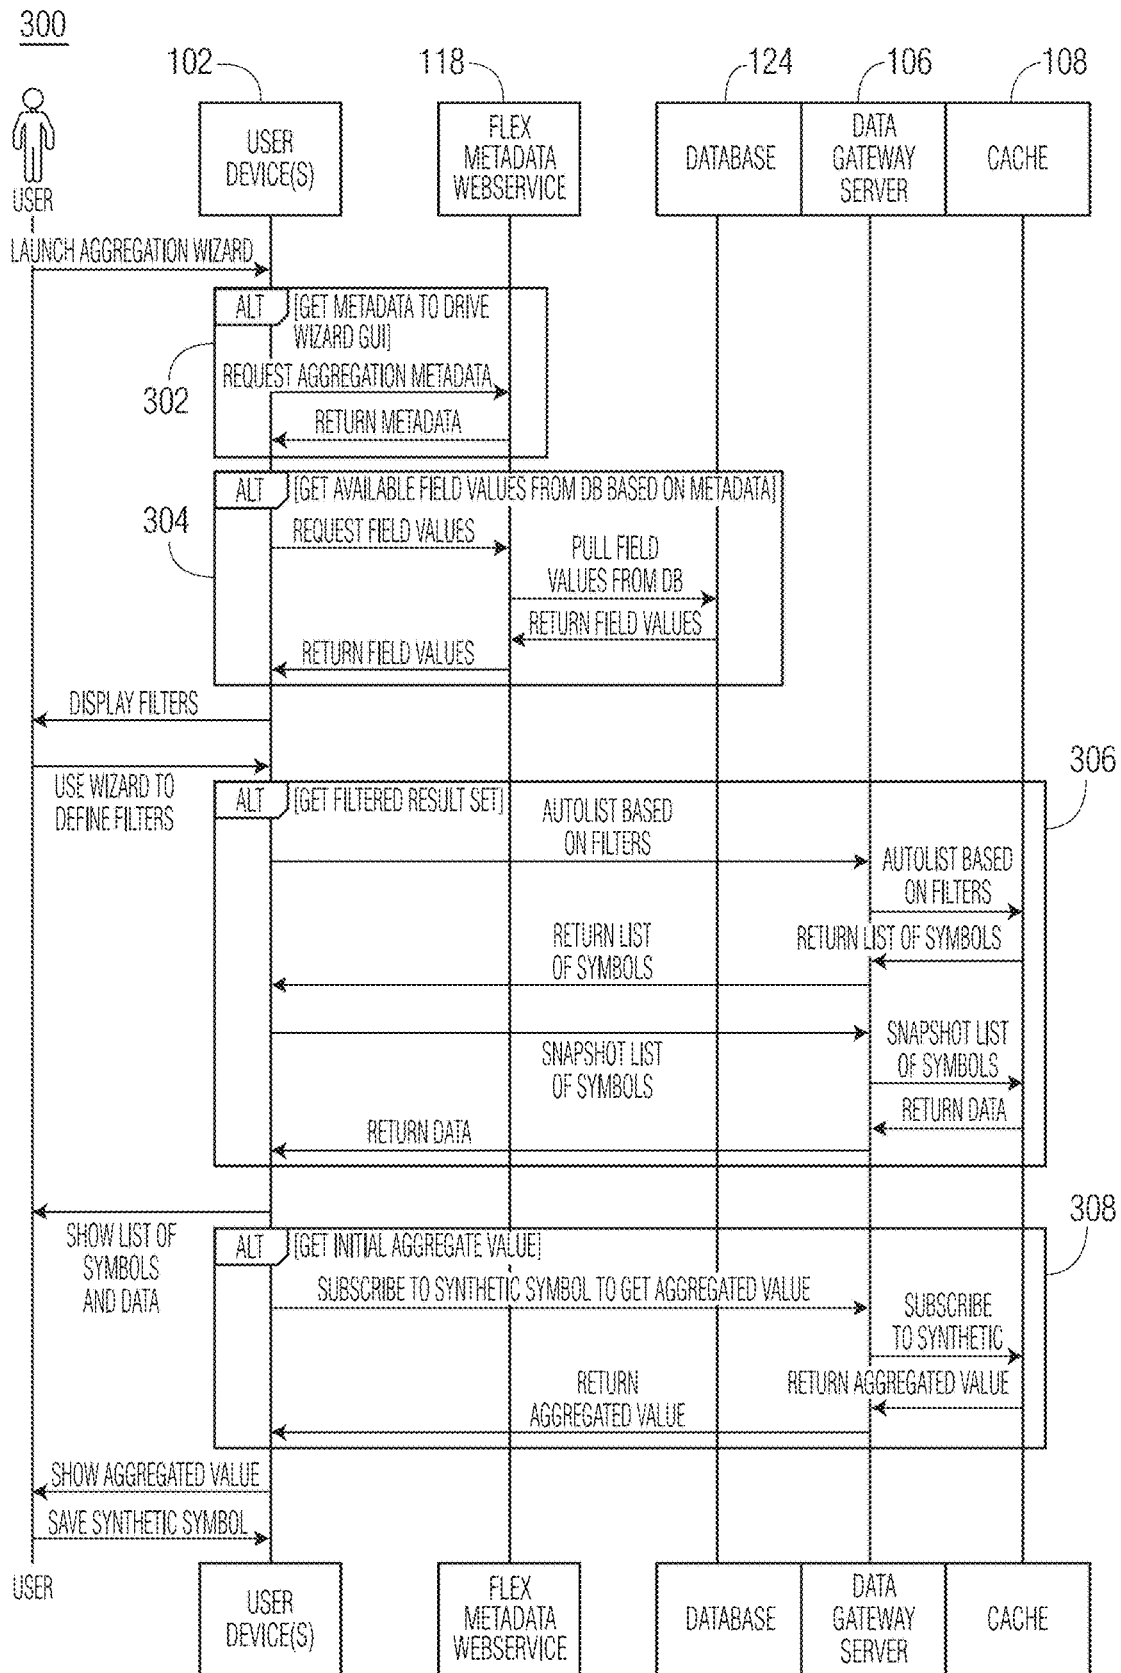 300
102
118
124
106
108
USER
USER
DEVICE(S)
FLEX
METADATA
WEBSERVICE
DATABASE
DATA
GATEWAY
SERVER
CACHE
LAUNCH AGGREGATION WIZARD
ALT
[GET METADATA TO DRIVE
WIZARD GUI]
302
REQUEST AGGREGATION METADATA
RETURN METADATA
ALT
[GET AVAILABLE FIELD VALUES FROM DB BASED ON METADATA]
304
REQUEST FIELD VALUES
PULL FIELD
VALUES FROM DB
RETURN FIELD VALUES
RETURN FIELD VALUES
DISPLAY FILTERS
USE WIZARD TO
DEFINE FILTERS
306
ALT
[GET FILTERED RESULT SET]
AUTOLIST BASED
ON FILTERS
AUTOLIST BASED
ON FILTERS
RETURN LIST OF SYMBOLS
RETURN LIST
OF SYMBOLS
SNAPSHOT LIST
OF SYMBOLS
SNAPSHOT LIST
OF SYMBOLS
RETURN DATA
RETURN DATA
SHOW LIST OF
SYMBOLS
AND DATA
308
ALT
[GET INITIAL AGGREGATE VALUE]
SUBSCRIBE TO SYNTHETIC SYMBOL TO GET AGGREGATED VALUE
SUBSCRIBE
TO SYNTHETIC
RETURN AGGREGATED VALUE
RETURN
AGGREGATED VALUE
SHOW AGGREGATED VALUE
SAVE SYNTHETIC SYMBOL
USER
USER
DEVICE(S)
FLEX
METADATA
WEBSERVICE
DATABASE
DATA
GATEWAY
SERVER
CACHE